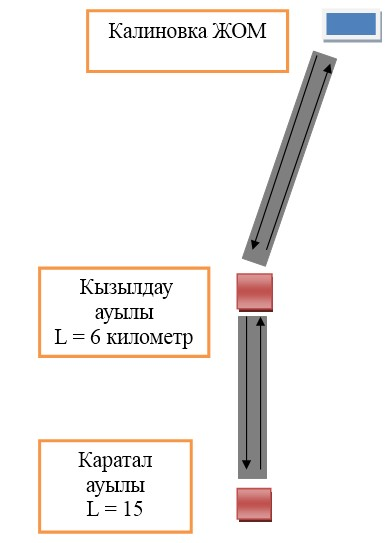 Калиновка ЖОМ
Кызылдау
ауылы
L = 6 километр
Каратал
ауылы
L = 15